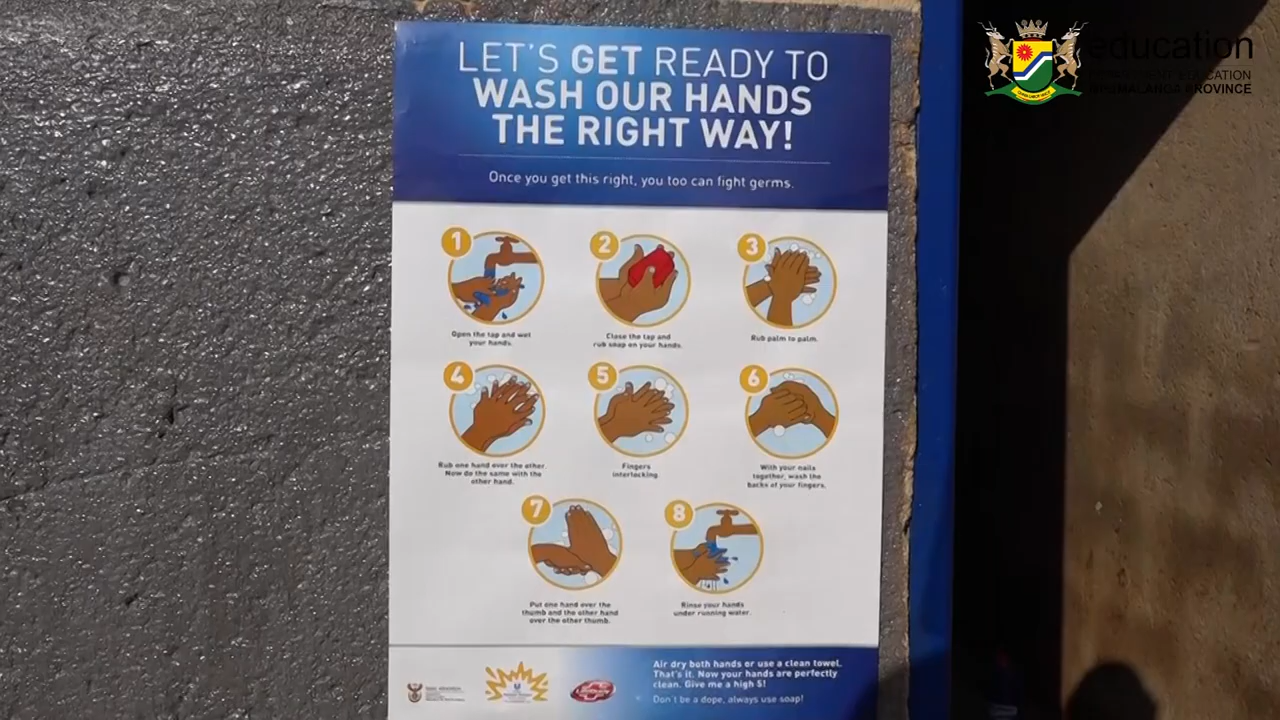 LET'S GET READY TO
WASH OUR HANDS
THE RIGHT WAY!
Once you get this right, you too can fight germs.
1
Open the tap and wet
your hands.
2
Close the tap and
rub soap on your hands.
3
Rub palm to palm.
4
Rub one hand over the other.
Now do the same with the
other hand.
5
Fingers
interlocking.
6
With your nails
together, wash the
backs of your fingers.
7
Put one hand over the
thumb and the other hand
over the other thumb.
8
Rinse your hands
under running water.
Air dry both hands or use a clean towel.
That's it. Now your hands are perfectly
clean. Give me a high 5!
Don't be a dope, always use soap!
education
EDUCATION
PROVINCE